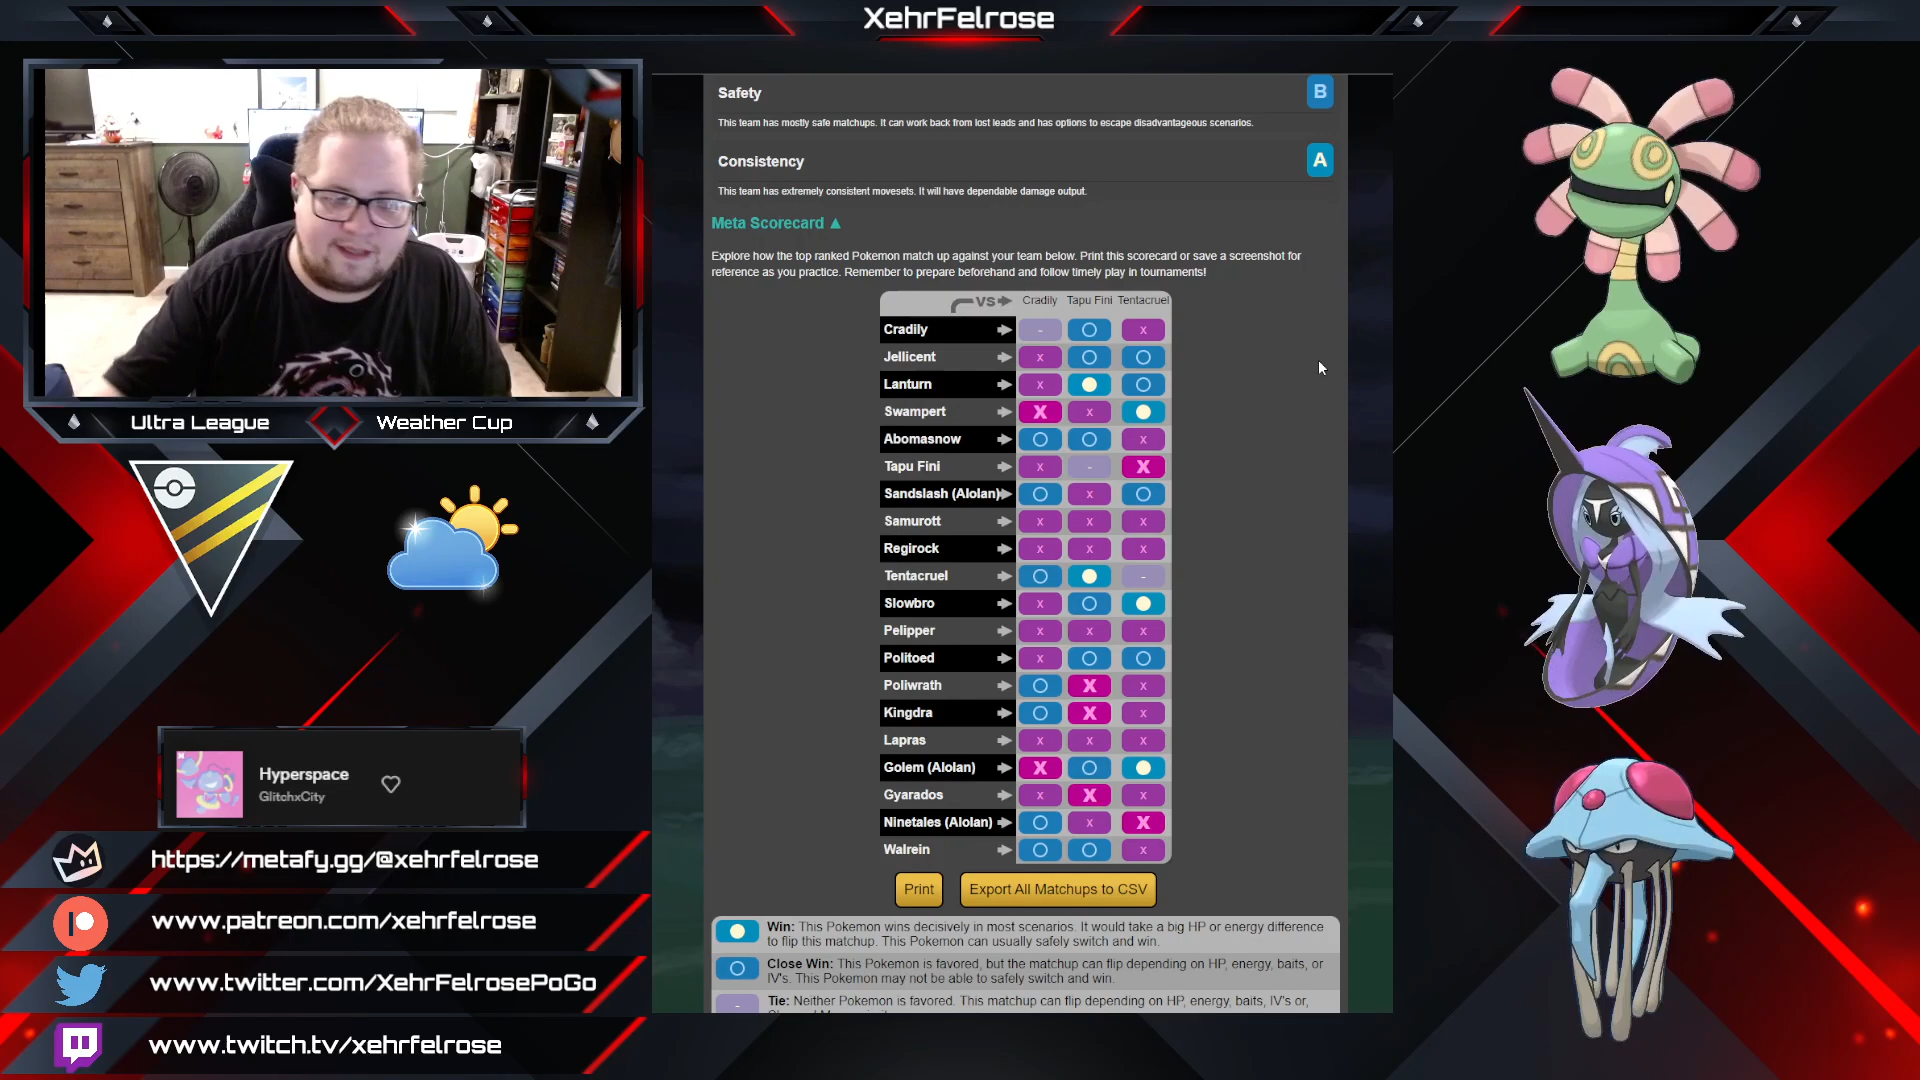 XehrFelrose
Safety
B
This team has mostly safe matchups. It can work back from lost leads and has options to escape disadvantageous scenarios.
Consistency
A
This team has extremely consistent movesets. It will have dependable damage output.
Meta Scorecard ▲
Explore how the top ranked Pokemon match up against your team below. Print this scorecard or save a screenshot for
reference as you practice. Remember to prepare beforehand and follow timely play in tournaments!
VS Cradily Tapu Fini Tentacruel
Cradily - O x
Jellicent x O O
Lanturn x ● O
Swampert X x ●
Abomasnow O O x
Tapu Fini x - X
Sandslash (Alolan) O x O
Samurott x x x
Regirock x x x
Tentacruel O ● -
Slowbro x O ●
Pelipper x x x
Politoed x O O
Poliwrath O X x
Kingdra O X x
Lapras x x x
Golem (Alolan) X O ●
Gyarados x X x
Ninetales (Alolan) O x X
Walrein O O x
Print
Export All Matchups to CSV
Win: This Pokemon wins decisively in most scenarios. It would take a big HP or energy difference
to flip this matchup. This Pokemon can usually safely switch and win.
Close Win: This Pokemon is favored, but the matchup can flip depending on HP, energy, baits, or
IV's. This Pokemon may not be able to safely switch and win.
Tie: Neither Pokemon is favored. This matchup can flip depending on HP, energy, baits, IV's or,
Ultra League
Weather Cup
Hyperspace
GlitchxCity
https://metafy.gg/@xehrfelrose
www.patreon.com/xehrfelrose
www.twitter.com/XehrFelrosePoGo
www.twitch.tv/xehrfelrose